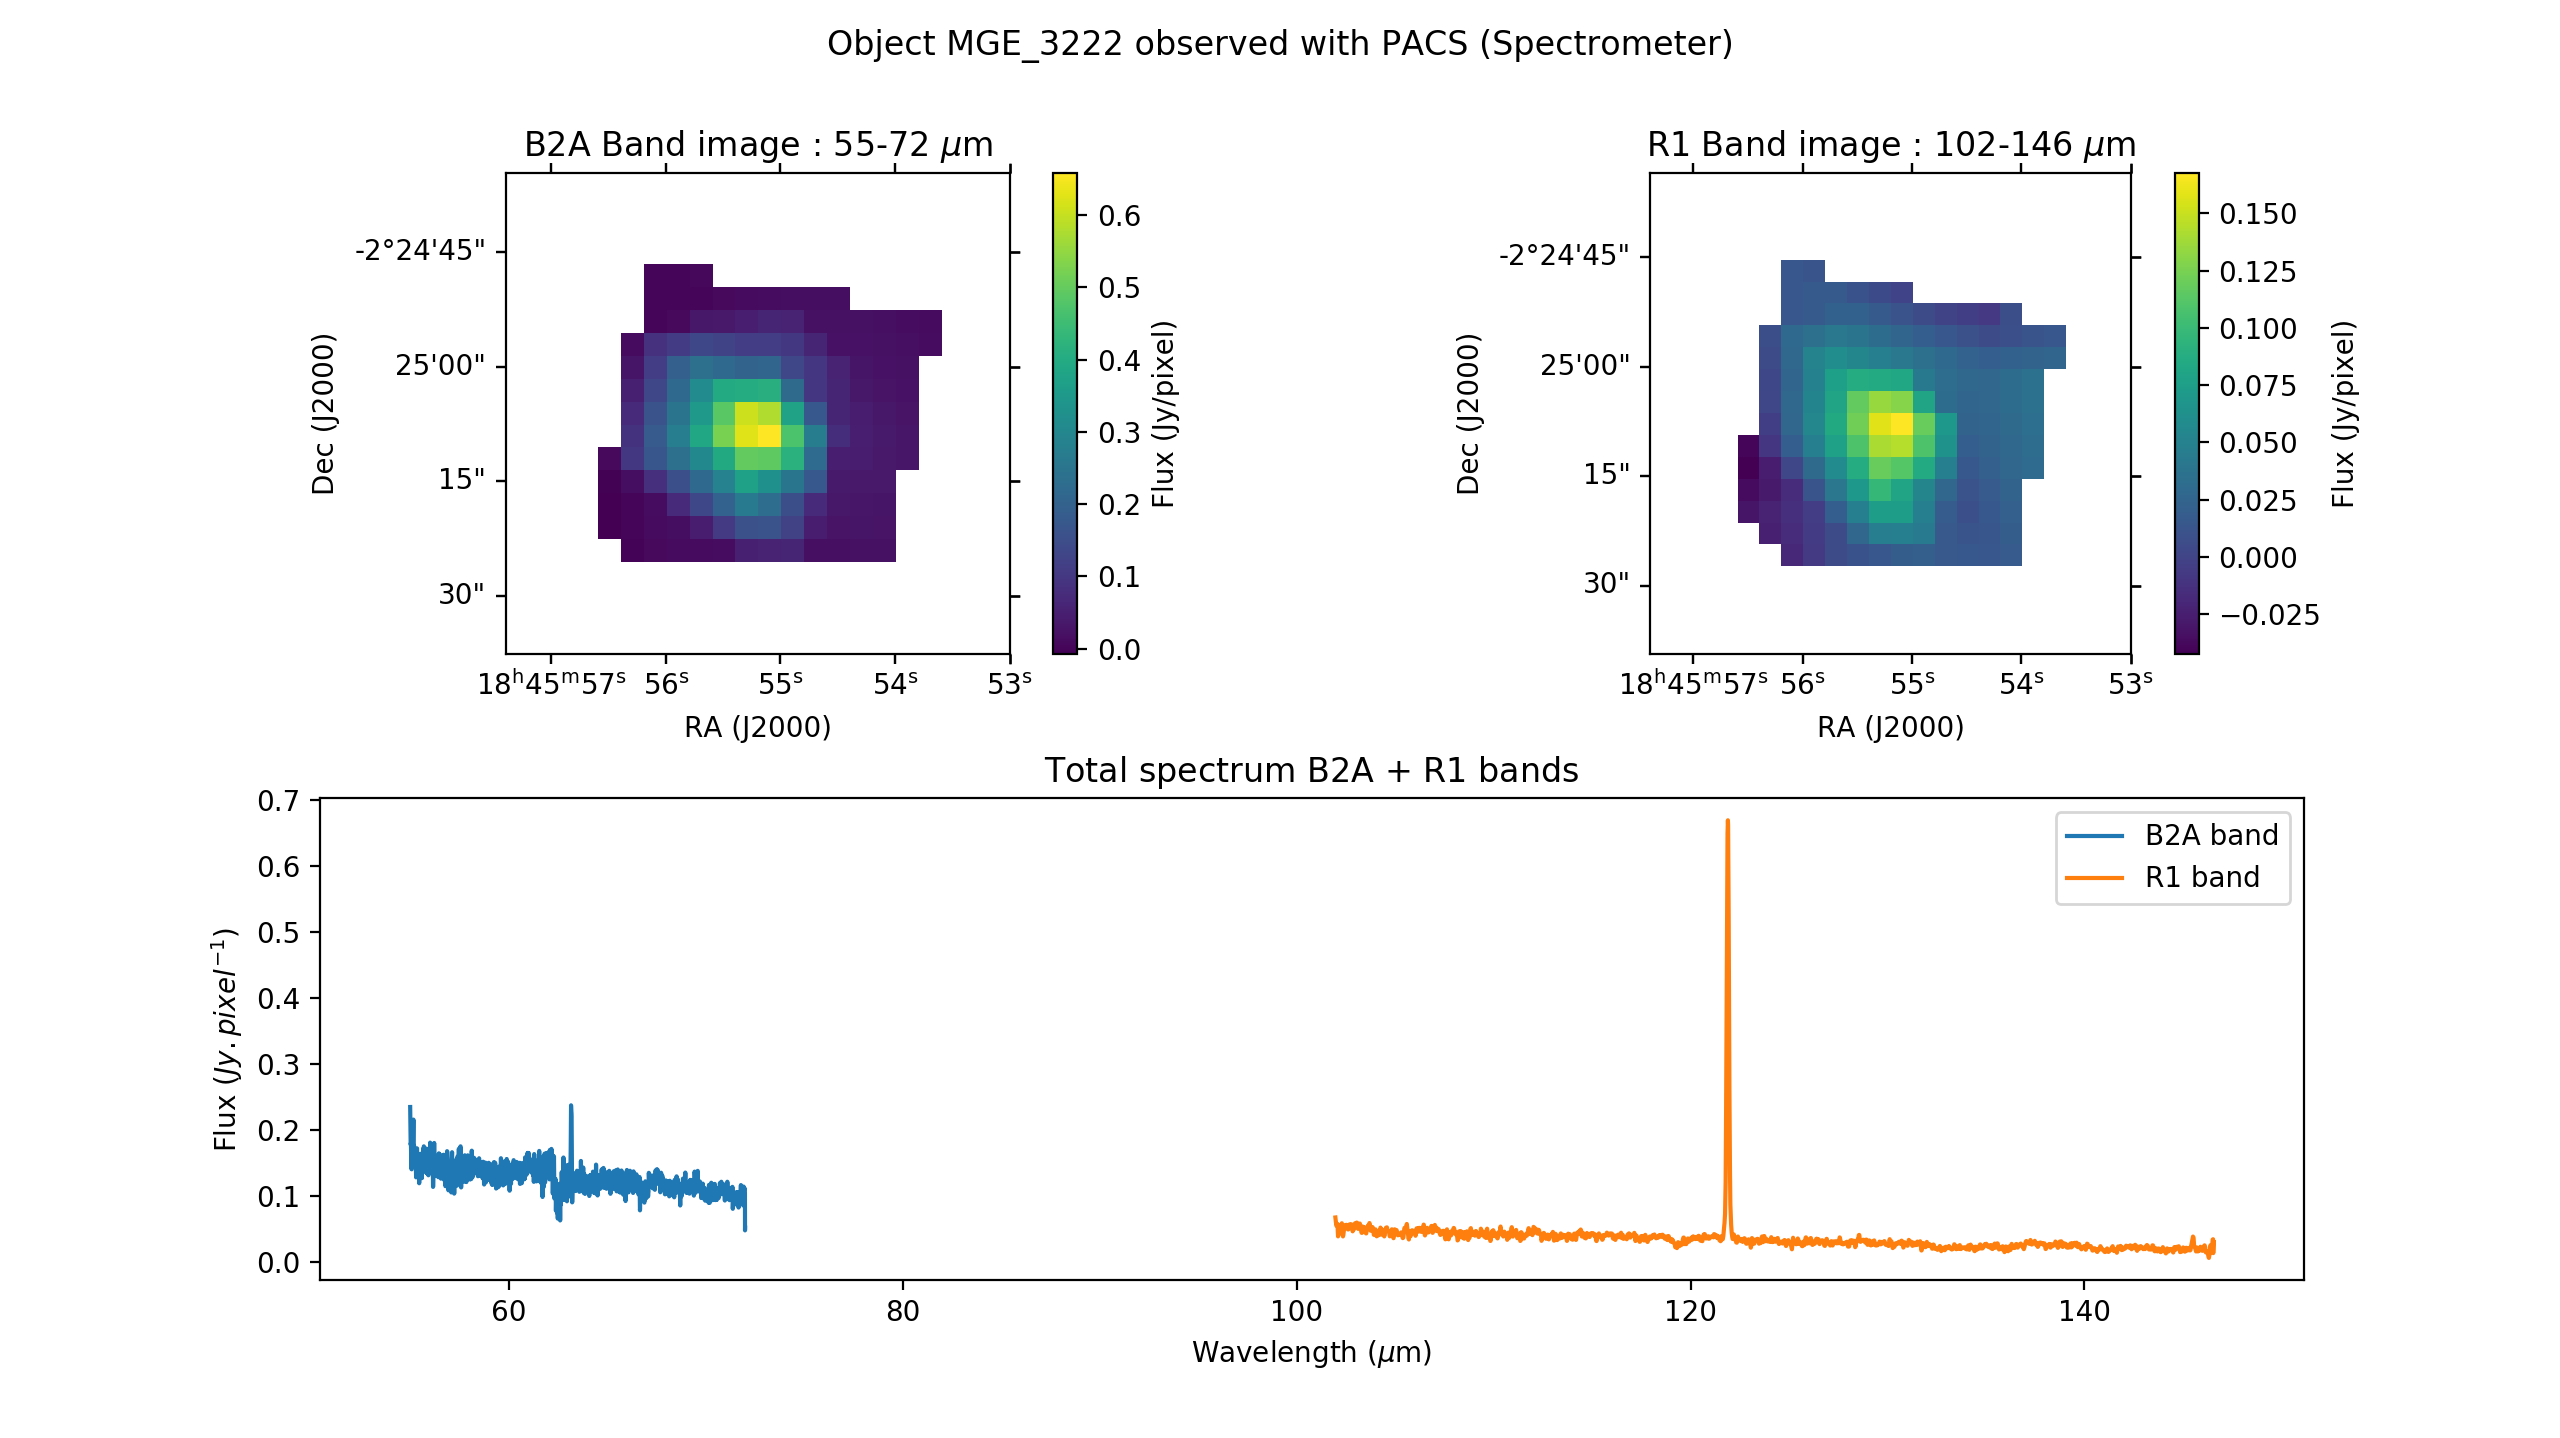 Object MGE_3222 observed with PACS (Spectrometer)
B2A Band image : 55-72 μm
-2°24'45"
25'00"
15"
30"
Dec (J2000)
18ʰ45ᵐ57ˢ 56ˢ 55ˢ 54ˢ 53ˢ
RA (J2000)
0.6
0.5
0.4
0.3
0.2
0.1
0.0
Flux (Jy/pixel)
R1 Band image : 102-146 μm
-2°24'45"
25'00"
15"
30"
Dec (J2000)
18ʰ45ᵐ57ˢ 56ˢ 55ˢ 54ˢ 53ˢ
RA (J2000)
0.150
0.125
0.100
0.075
0.050
0.025
0.000
−0.025
Flux (Jy/pixel)
Total spectrum B2A + R1 bands
0.7
0.6
0.5
0.4
0.3
0.2
0.1
0.0
Flux (Jy.pixel⁻¹)
B2A band
R1 band
60 80 100 120 140
Wavelength (μm)